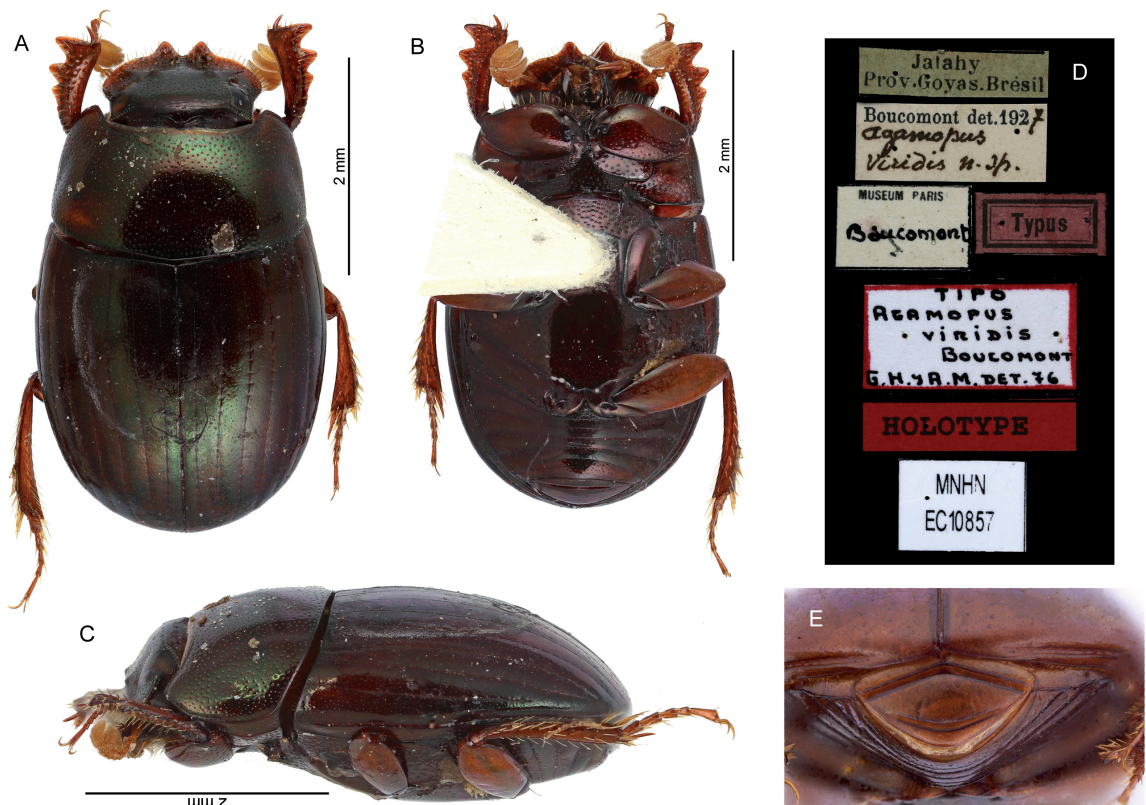 A
2 mm
B
2 mm
D
Jatahy
Prov.Goyas.Brésil
Boucomont det.1927
Agamopus
viridis n. sp.
MUSEUM PARIS
Boucomont
Typus
TIPO
AGAMOPUS
viRiDis
BOUCOMONT
G.H.y A.M. DET. 76
HOLOTYPE
MNHN
EC10857
C
2 mm
E